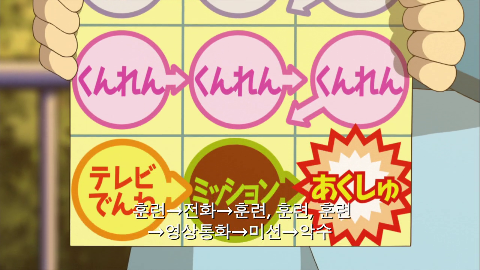 くんれん くんれん くんれん
テレビ
でんわ
ミッション
あくしゅ
훈련→전화→훈련, 훈련, 훈련
→영상통화→미션→악수